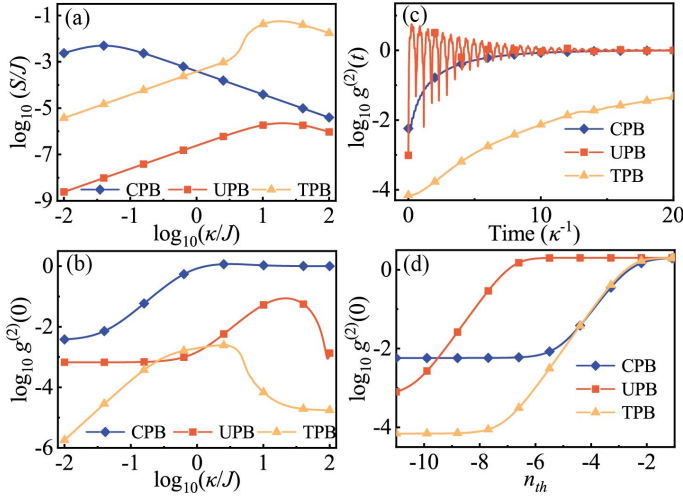 (a)
log₁₀ (S/J)
-1
-3
-5
-7
-9
CPB UPB TPB
-2 -1 0 1 2
log₁₀(κ/J)
(c)
log₁₀ g⁽²⁾(t)
0
-2
-4
CPB
UPB
TPB
0 5 10 15 20
Time (κ⁻¹)
(b)
log₁₀ g⁽²⁾(0)
0
-2
-4
-6
CPB UPB TPB
-2 -1 0 1 2
log₁₀(κ/J)
(d)
log₁₀ g⁽²⁾(0)
0
-2
-4
CPB
UPB
TPB
-10 -8 -6 -4 -2
nₜₕ